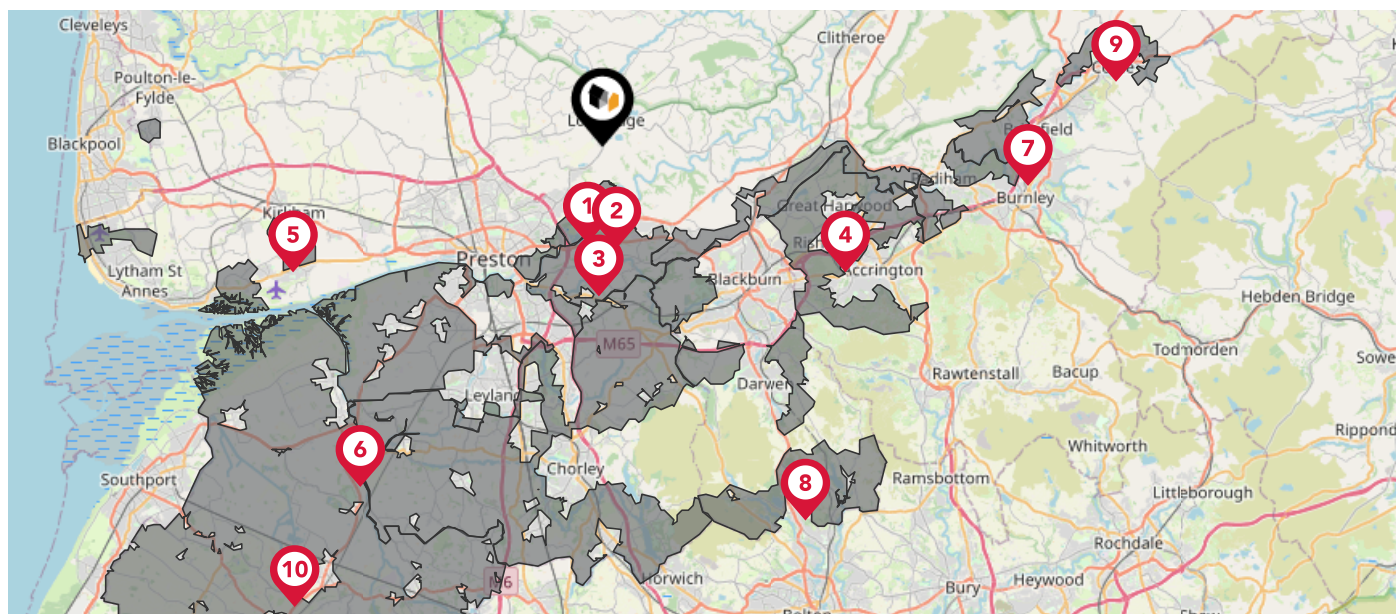 Cleveleys
Clitheroe
9
Poulton-le-
Fylde
Blackpool
7
Burnley
1
2
Great Harwood
Kirkham
5
3
4
Preston
Lytham St
Annes
Blackburn
Accrington
Hebden Bridge
M65
Todmorden
Darwen
Rawtenstall
Bacup
Leyland
6
Whitworth
Chorley
Southport
8
Ramsbottom
Littleborough
Rochdale
10
M6
Horwich
Bury
Heywood